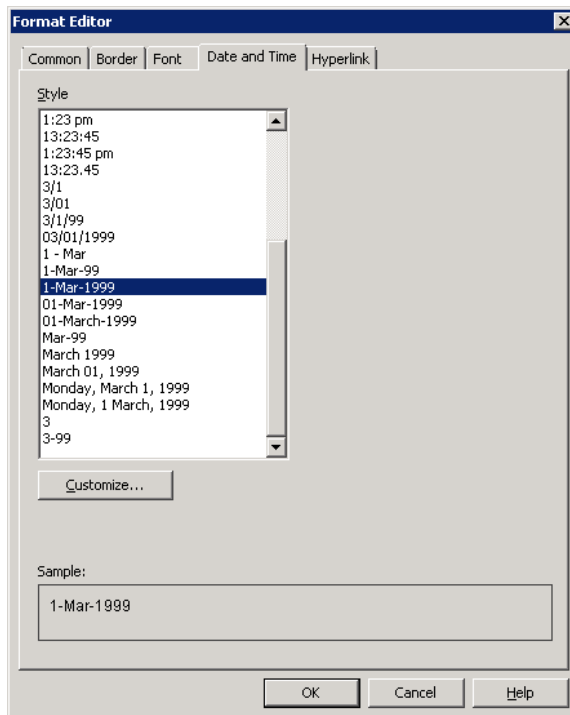 Format Editor
Common Border Font Date and Time Hyperlink
Style
1:23 pm
13:23:45
1:23:45 pm
13:23.45
3/1
3/01
3/1/99
03/01/1999
1 - Mar
1-Mar-99
1-Mar-1999
01-Mar-1999
01-March-1999
Mar-99
March 1999
March 01, 1999
Monday, March 1, 1999
Monday, 1 March, 1999
3
3-99
Customize...
Sample:
1-Mar-1999
OK Cancel Help